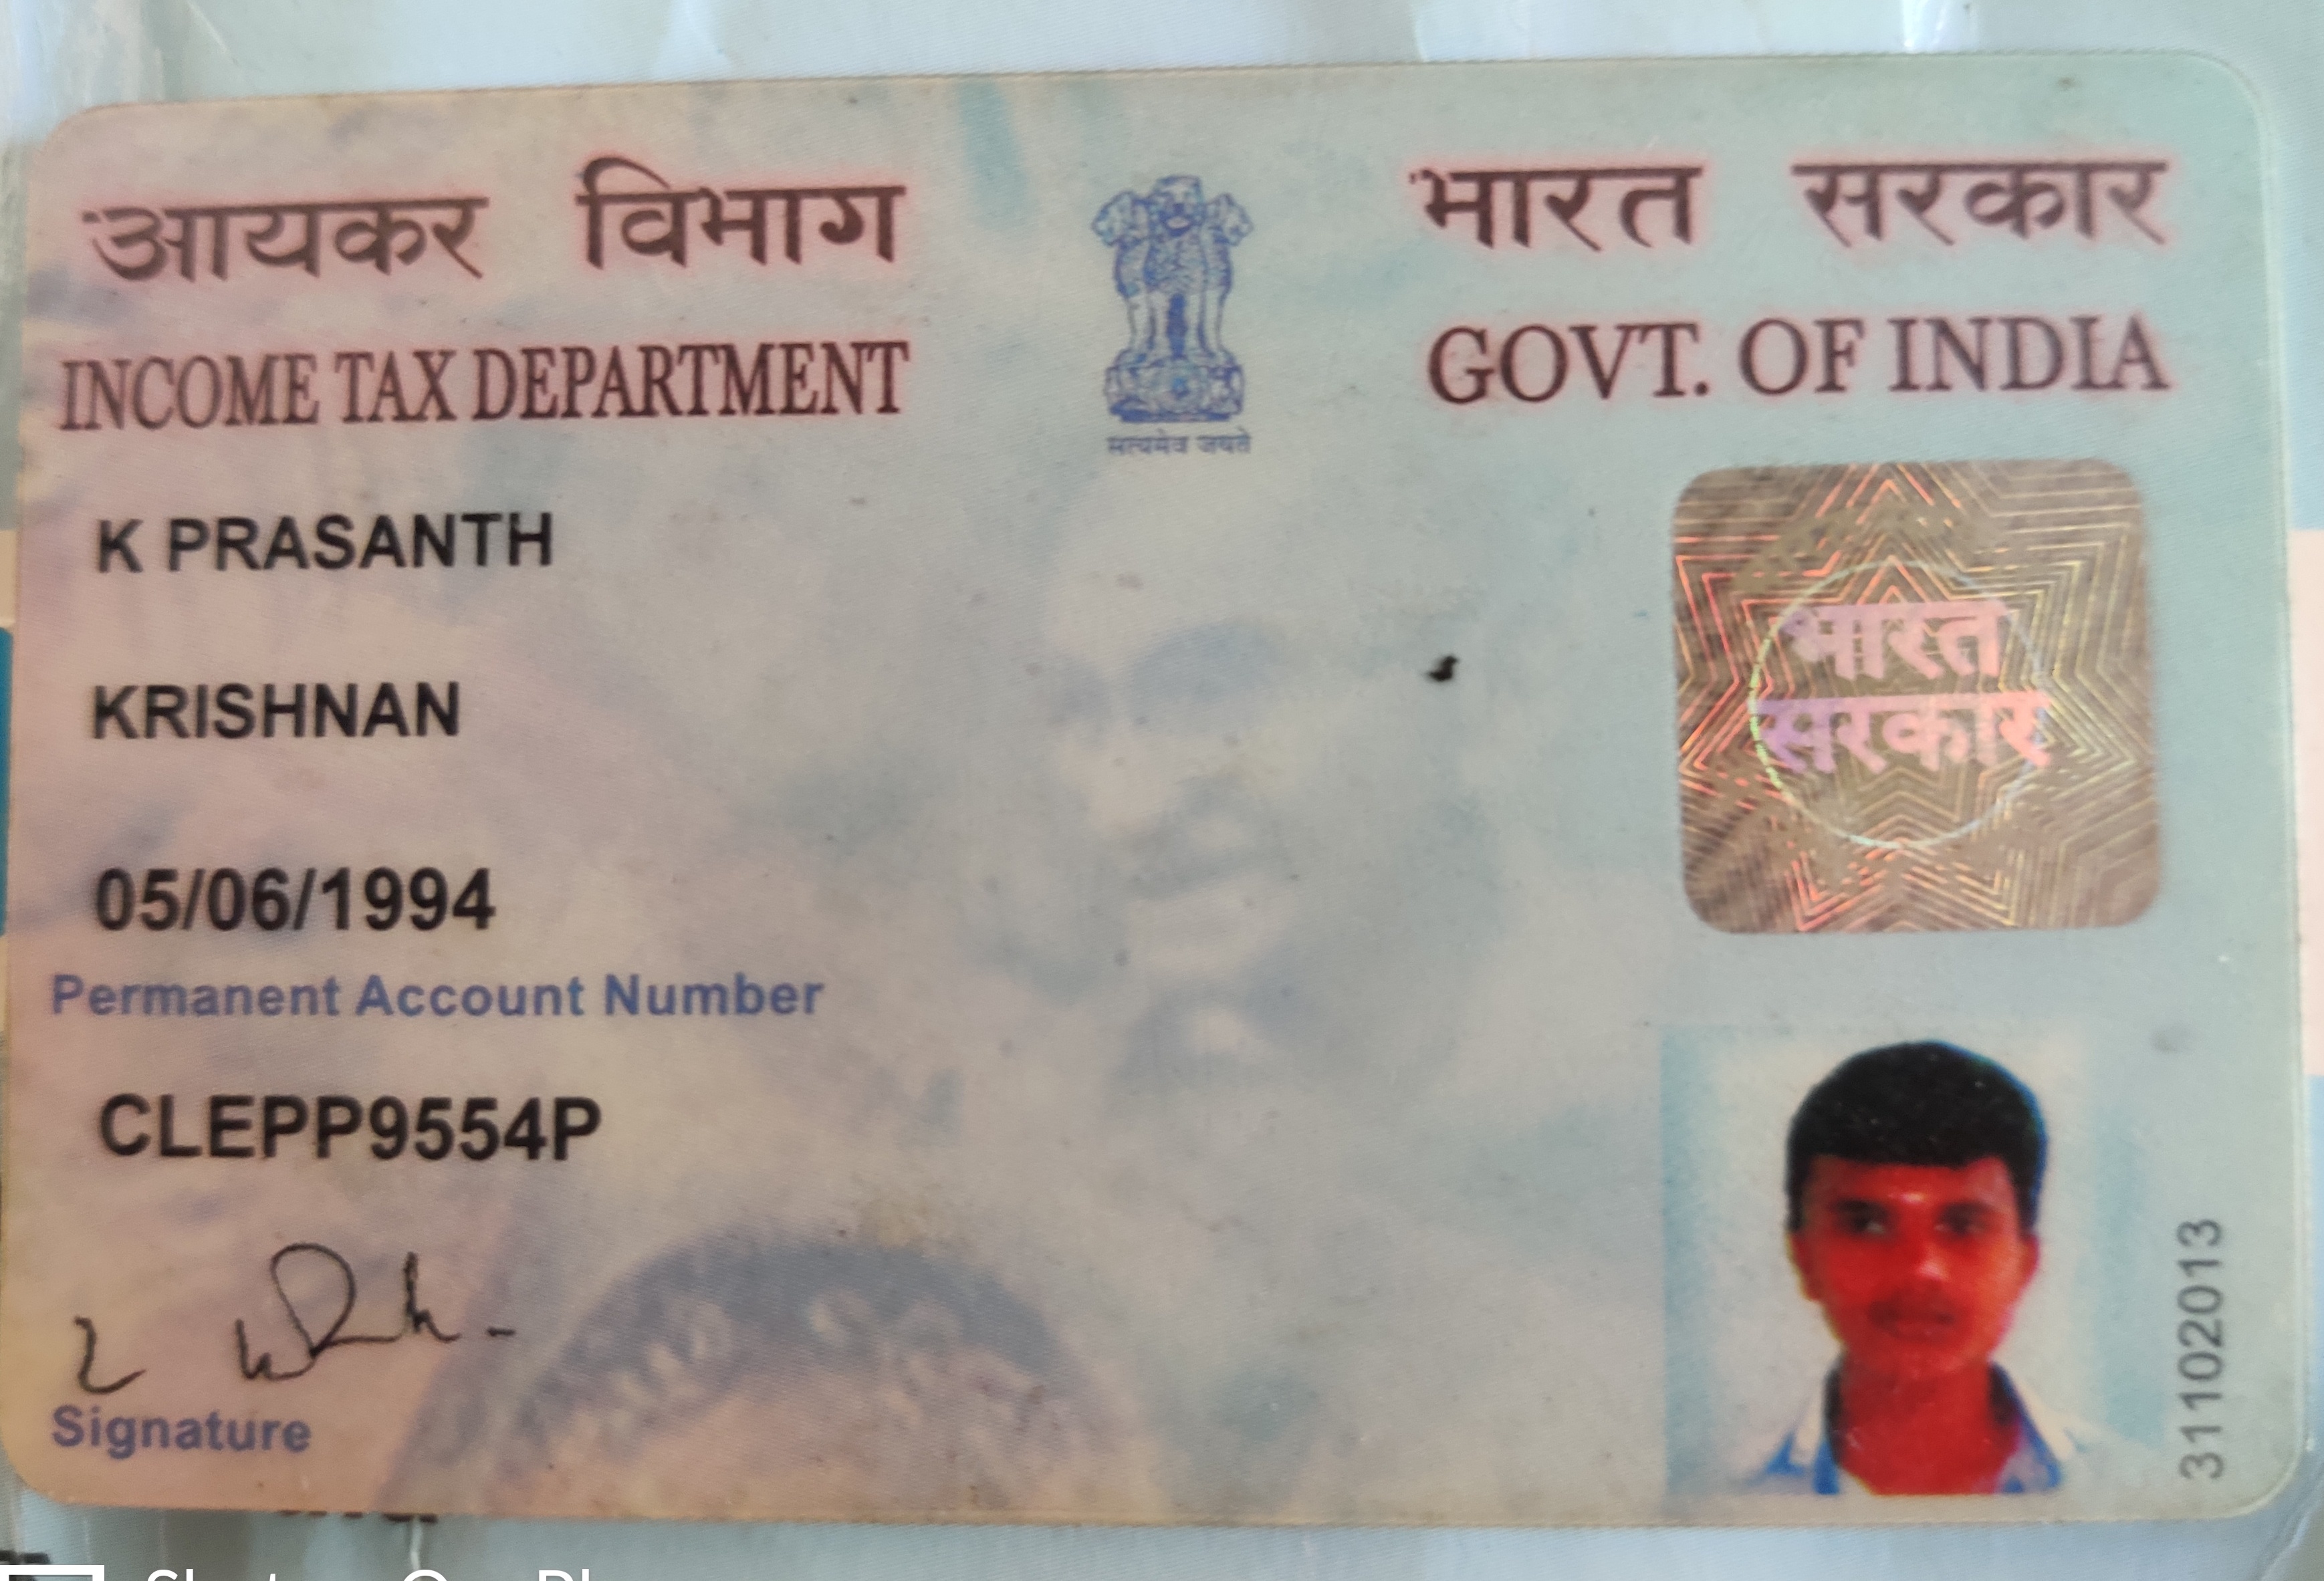 आयकर विभाग
भारत सरकार
INCOME TAX DEPARTMENT
GOVT. OF INDIA
सत्यमेव जयते
K PRASANTH
भारत
सरकार
KRISHNAN
05/06/1994
Permanent Account Number
CLEPP9554P
Signature
31102013